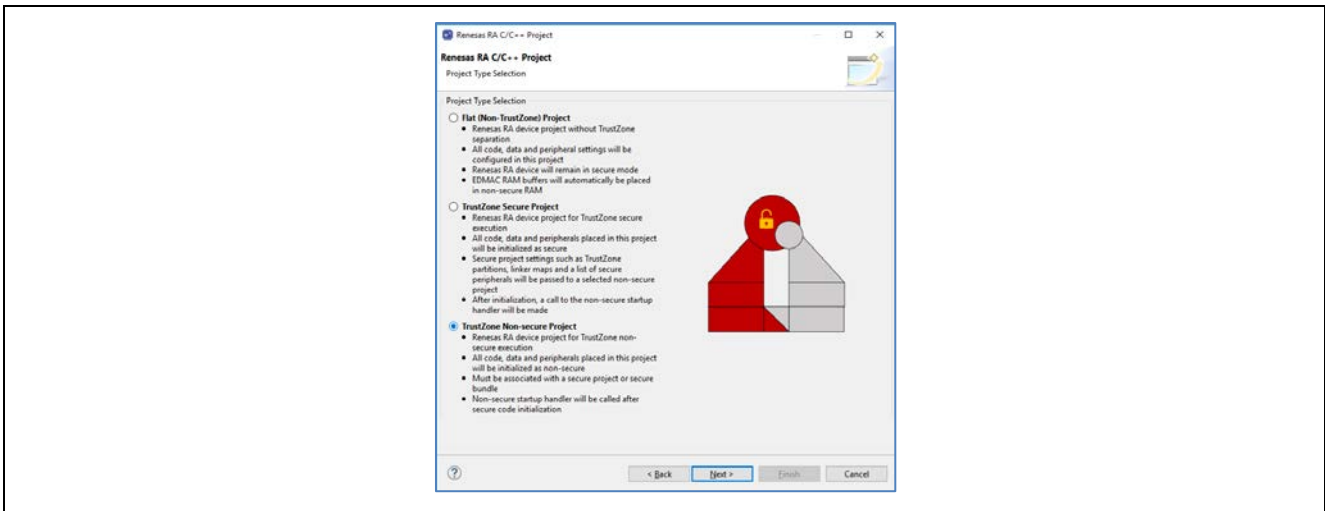 Renesas RA C/C++ Project
Renesas RA C/C++ Project
Project Type Selection
Project Type Selection
Flat (Non-TrustZone) Project
• Renesas RA device project without TrustZone
separation
• All code, data and peripheral settings will be
configured in this project
• Renesas RA device will remain in secure mode
• EDMAC RAM buffers will automatically be placed
in non-secure RAM
TrustZone Secure Project
• Renesas RA device project for TrustZone secure
execution
• All code, data and peripherals placed in this project
will be initialized as secure
• Secure project settings such as TrustZone
partitions, linker maps and a list of secure
peripherals will be passed to a selected non-secure
project
• After initialization, a call to the non-secure startup
handler will be made
TrustZone Non-secure Project
• Renesas RA device project for TrustZone non-
secure execution
• All code, data and peripherals placed in this project
will be initialized as non-secure
• Must be associated with a secure project or secure
bundle
• Non-secure startup handler will be called after
secure code initialization
? < Back Next > Finish Cancel